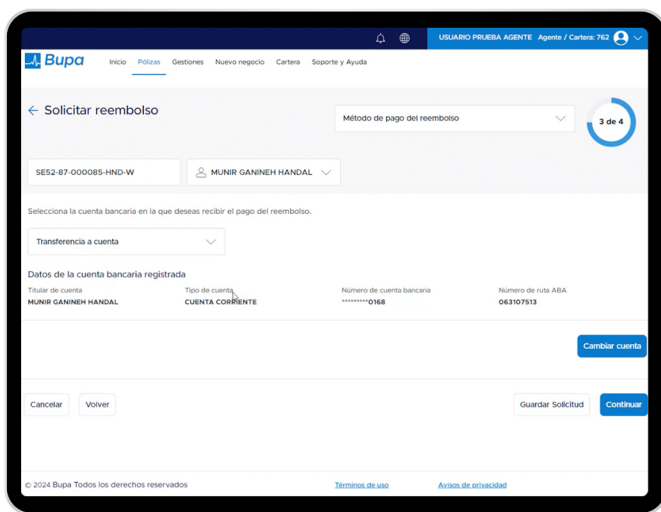 USUARIO PRUEBA AGENTE Agente / Cartera: 762
Bupa Inicio Pólizas Gestiones Nuevo negocio Cartera Soporte y Ayuda
← Solicitar reembolso
Método de pago del reembolso
3 de 4
SE52-87-000085-HND-W MUNIR GANINEH HANDAL
Selecciona la cuenta bancaria en la que deseas recibir el pago del reembolso.
Transferencia a cuenta
Datos de la cuenta bancaria registrada
Titular de cuenta Tipo de cuenta Número de cuenta bancaria Número de ruta ABA
MUNIR GANINEH HANDAL CUENTA CORRIENTE *********0168 063107513
Cambiar cuenta
Cancelar Volver Guardar Solicitud Continuar
© 2024 Bupa Todos los derechos reservados Términos de uso Avisos de privacidad